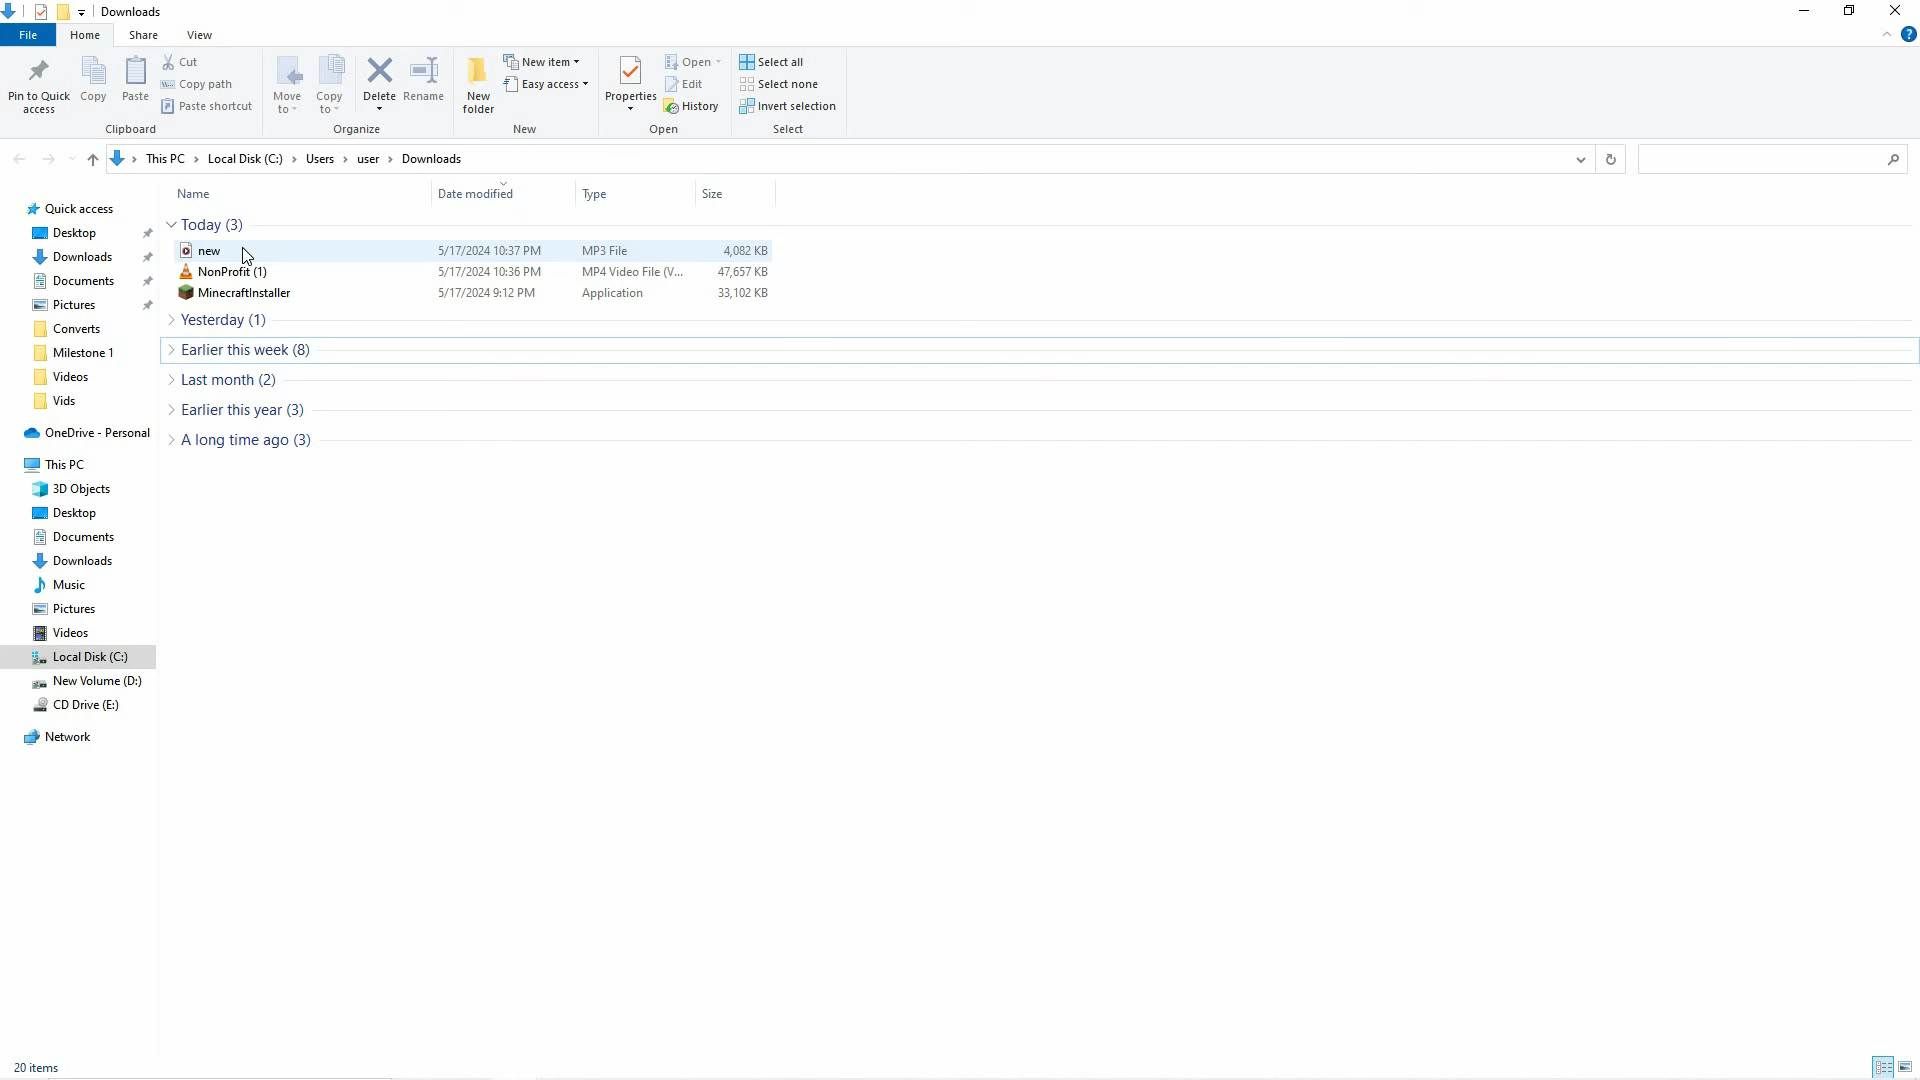 Downloads
File Home Share View
Pin to Quick access
Copy
Paste
Cut
Copy path
Paste shortcut
Clipboard
Move to
Copy to
Delete
Rename
Organize
New folder
New item
Easy access
New
Properties
Open
Edit
History
Open
Select all
Select none
Invert selection
Select
This PC Local Disk (C:) Users user Downloads
Name Date modified Type Size
Today (3)
new 5/17/2024 10:37 PM MP3 File 4,082 KB
NonProfit (1) 5/17/2024 10:36 PM MP4 Video File (V... 47,657 KB
MinecraftInstaller 5/17/2024 9:12 PM Application 33,102 KB
Yesterday (1)
Earlier this week (8)
Last month (2)
Earlier this year (3)
A long time ago (3)
Quick access
Desktop
Downloads
Documents
Pictures
Converts
Milestone 1
Videos
Vids
OneDrive - Personal
This PC
3D Objects
Desktop
Documents
Downloads
Music
Pictures
Videos
Local Disk (C:)
New Volume (D:)
CD Drive (E:)
Network
20 items